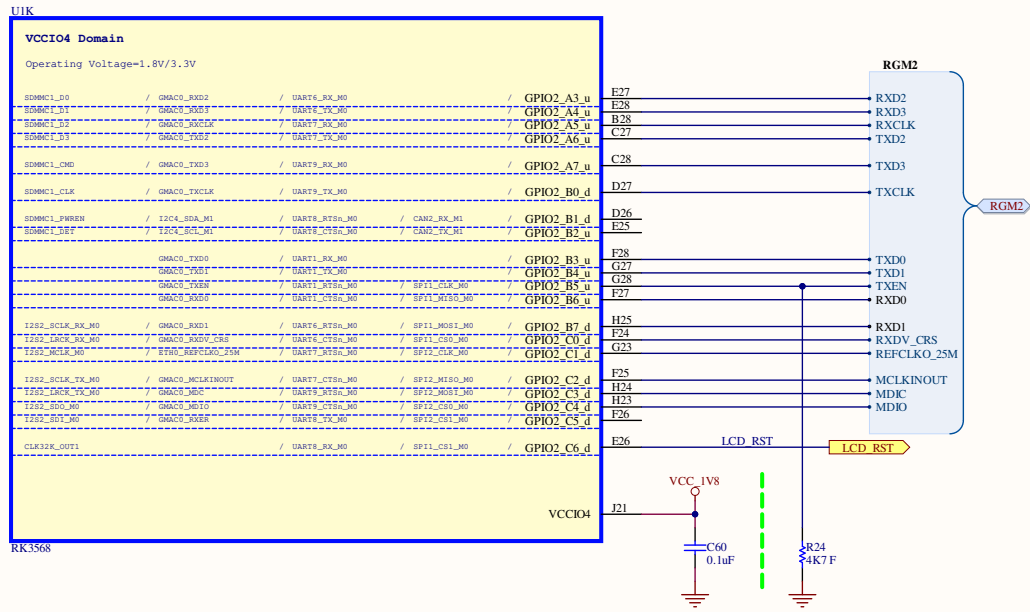 U1K
VCCIO4 Domain
Operating Voltage=1.8V/3.3V
RGM2
SDMMC1_D0 / GMAC0_RXD2 / UART6_RX_M0 / GPIO2_A3_u E27 RXD2
SDMMC1_D1 / GMAC0_RXD3 / UART6_TX_M0 / GPIO2_A4_u E28 RXD3
SDMMC1_D2 / GMAC0_RXCLK / UART7_RX_M0 / GPIO2_A5_u B28 RXCLK
SDMMC1_D3 / GMAC0_TXD2 / UART7_TX_M0 / GPIO2_A6_u C27 TXD2
SDMMC1_CMD / GMAC0_TXD3 / UART9_RX_M0 / GPIO2_A7_u C28 TXD3
SDMMC1_CLK / GMAC0_TXCLK / UART9_TX_M0 / GPIO2_B0_d D27 TXCLK
RGM2
SDMMC1_PWREN / I2C4_SDA_M1 / UART8_RTSn_M0 / CAN2_RX_M1 / GPIO2_B1_d D26
SDMMC1_DET / I2C4_SCL_M1 / UART8_CTSn_M0 / CAN2_TX_M1 / GPIO2_B2_u E25
GMAC0_TXD0 / UART1_RX_M0 / GPIO2_B3_u F28 TXD0
GMAC0_TXD1 / UART1_TX_M0 / GPIO2_B4_u G27 TXD1
GMAC0_TXEN / UART1_RTSn_M0 / SPI1_CLK_M0 / GPIO2_B5_u G28 TXEN
GMAC0_RXD0 / UART1_CTSn_M0 / SPI1_MISO_M0 / GPIO2_B6_u F27 RXD0
I2S2_SCLK_RX_M0 / GMAC0_RXD1 / UART6_RTSn_M0 / SPI1_MOSI_M0 / GPIO2_B7_d H25 RXD1
I2S2_LRCK_RX_M0 / GMAC0_RXDV_CRS / UART6_CTSn_M0 / SPI1_CS0_M0 / GPIO2_C0_d F24 RXDV_CRS
I2S2_MCLK_M0 / ETH0_REFCLKO_25M / UART7_RTSn_M0 / SPI2_CLK_M0 / GPIO2_C1_d G23 REFCLKO_25M
I2S2_SCLK_TX_M0 / GMAC0_MCLKINOUT / UART7_CTSn_M0 / SPI2_MISO_M0 / GPIO2_C2_d F25 MCLKINOUT
I2S2_LRCK_TX_M0 / GMAC0_MDC / UART9_RTSn_M0 / SPI2_MOSI_M0 / GPIO2_C3_d H24 MDIC
I2S2_SDO_M0 / GMAC0_MDIO / UART9_CTSn_M0 / SPI2_CS0_M0 / GPIO2_C4_d H23 MDIO
I2S2_SDI_M0 / GMAC0_RXER / UART8_TX_M0 / SPI2_CS1_M0 / GPIO2_C5_d F26
CLK32K_OUT1 / UART8_RX_M0 / SPI1_CS1_M0 / GPIO2_C6_d E26 LCD_RST LCD_RST
VCC_1V8
VCCIO4 J21
RK3568
C60
0.1uF
R24
4K7 F